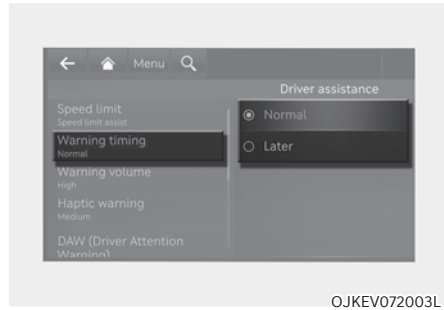 Menu
Driver assistance
Speed limit
Speed limit assist
Warning timing
Normal
Warning volume
High
Haptic warning
Medium
DAW (Driver Attention
Warning)
Normal
Later
OJKEV072003L